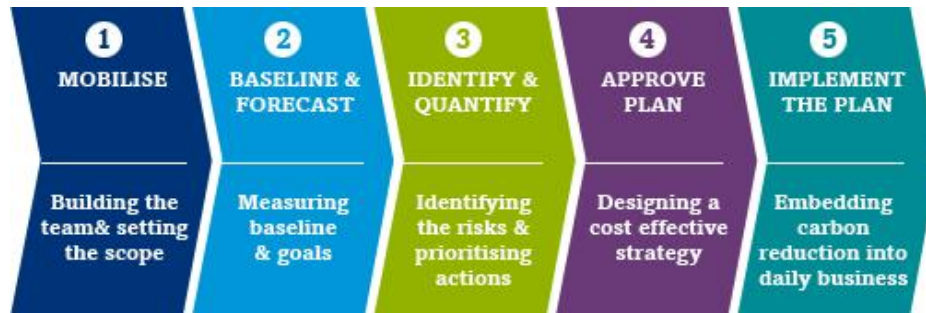 1
MOBILISE
Building the
team& setting
the scope
2
BASELINE &
FORECAST
Measuring
baseline
& goals
3
IDENTIFY &
QUANTIFY
Identifying
the risks &
prioritising
actions
4
APPROVE
PLAN
Designing a
cost effective
strategy
5
IMPLEMENT
THE PLAN
Embedding
carbon
reduction into
daily business